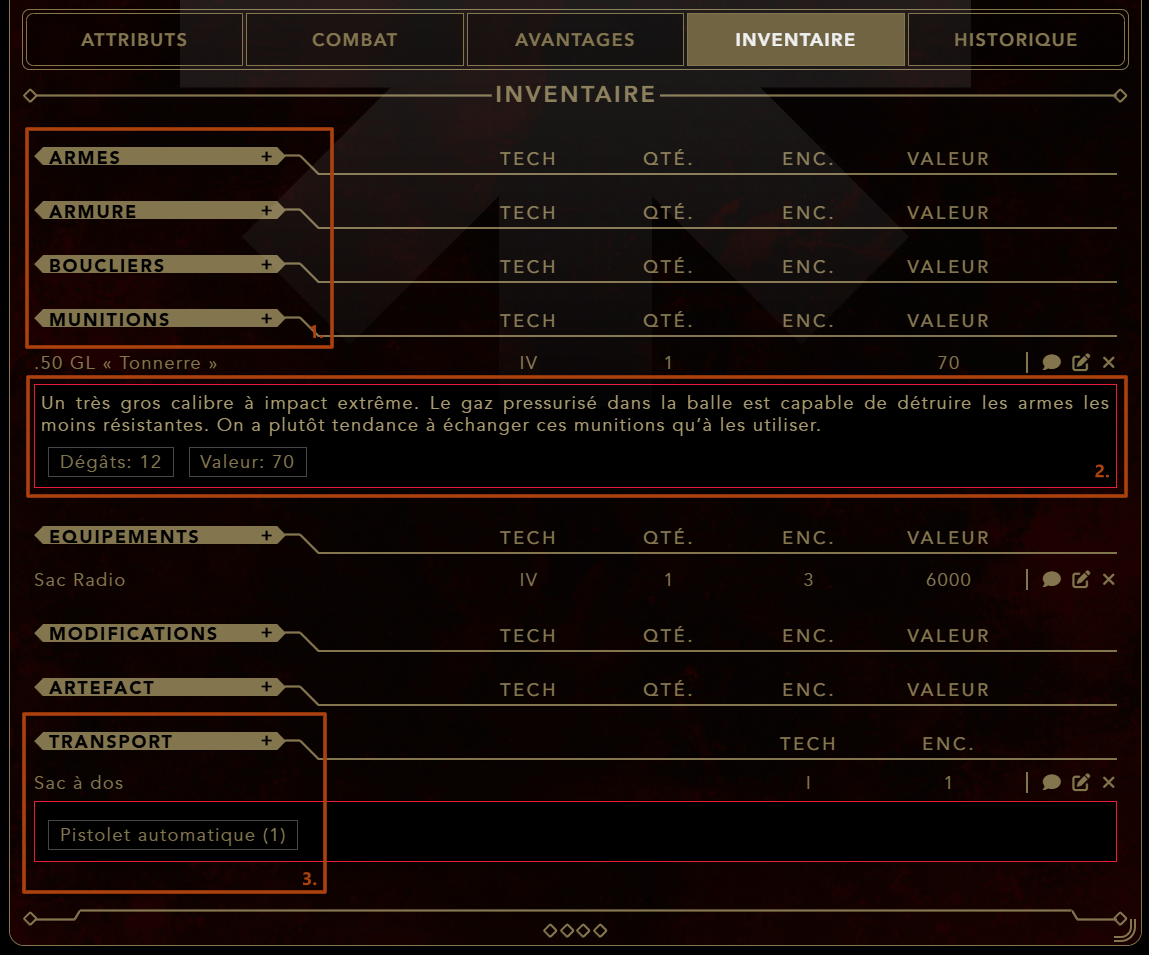 ATTRIBUTS COMBAT AVANTAGES INVENTAIRE HISTORIQUE
INVENTAIRE
ARMES + TECH QTÉ. ENC. VALEUR
ARMURE + TECH QTÉ. ENC. VALEUR
BOUCLIERS + TECH QTÉ. ENC. VALEUR
MUNITIONS + TECH QTÉ. ENC. VALEUR
1.
.50 GL « Tonnerre » IV 1 70
Un très gros calibre à impact extrême. Le gaz pressurisé dans la balle est capable de détruire les armes les
moins résistantes. On a plutôt tendance à échanger ces munitions qu’à les utiliser.
Dégâts: 12 Valeur: 70
2.
EQUIPEMENTS + TECH QTÉ. ENC. VALEUR
Sac Radio IV 1 3 6000
MODIFICATIONS + TECH QTÉ. ENC. VALEUR
ARTEFACT + TECH QTÉ. ENC. VALEUR
TRANSPORT + TECH ENC.
Sac à dos I 1
Pistolet automatique (1)
3.